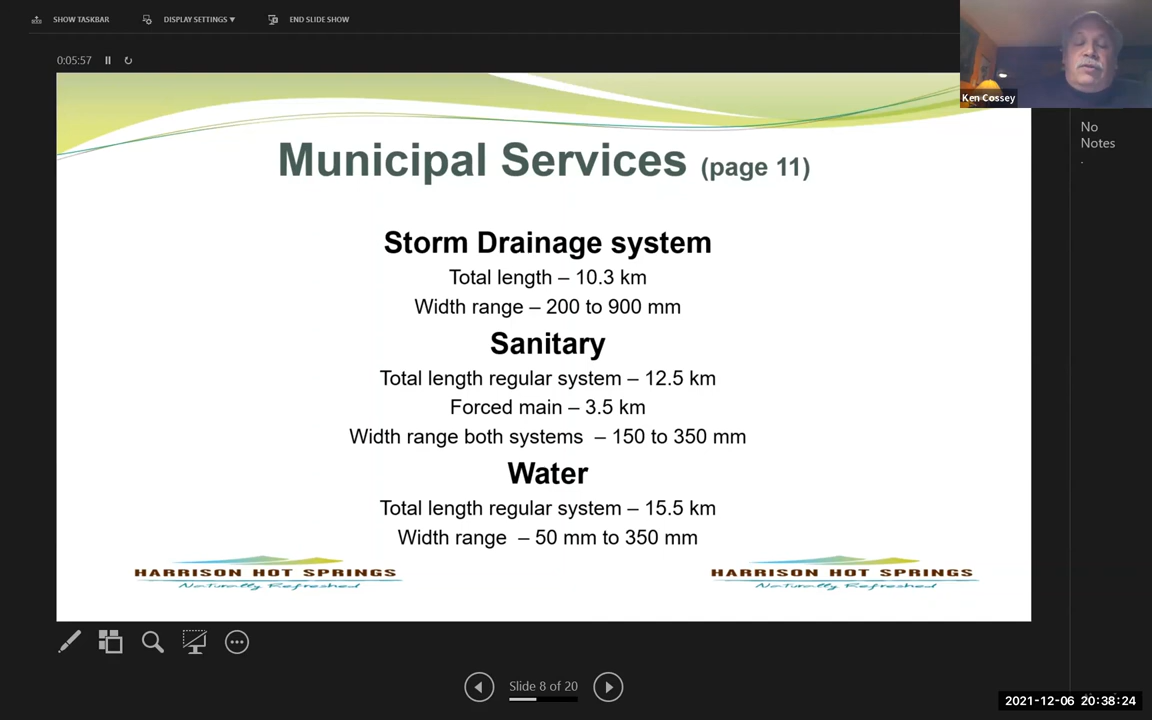 SHOW TASKBAR
DISPLAY SETTINGS ▼
END SLIDE SHOW
0:05:57
Ken Cossey
No
Notes
.
Municipal Services (page 11)
Storm Drainage system
Total length – 10.3 km
Width range – 200 to 900 mm
Sanitary
Total length regular system – 12.5 km
Forced main – 3.5 km
Width range both systems – 150 to 350 mm
Water
Total length regular system – 15.5 km
Width range – 50 mm to 350 mm
HARRISON HOT SPRINGS
Naturally Refreshed
HARRISON HOT SPRINGS
Naturally Refreshed
Slide 8 of 20
2021-12-06 20:38:24